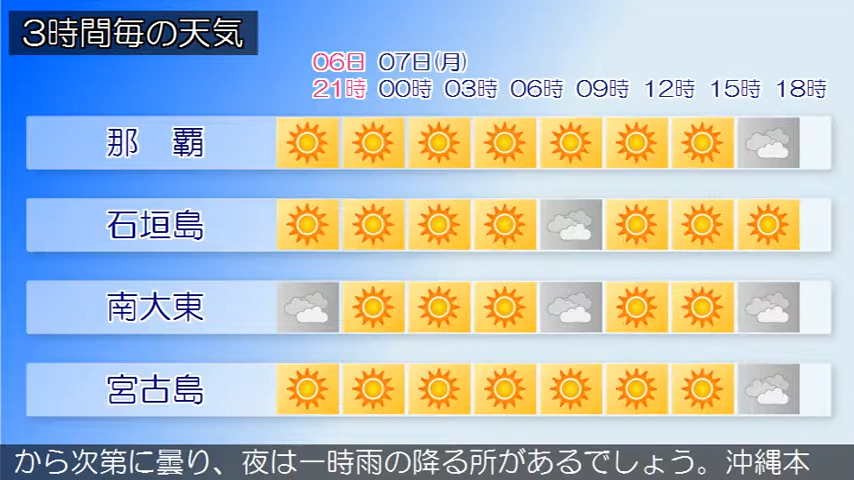 3時間毎の天気
06日 07日(月)
21時 00時 03時 06時 09時 12時 15時 18時
那 覇
石垣島
南大東
宮古島
から次第に曇り、夜は一時雨の降る所があるでしょう。沖縄本